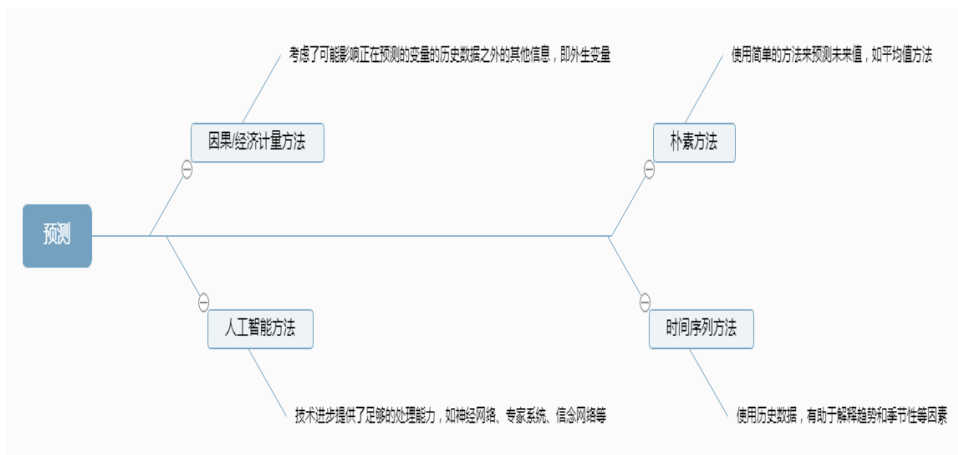 考虑了可能影响正在预测的变量的历史数据之外的其他信息，即外生变量
使用简单的方法来预测未来值，如平均值方法
因果/经济计量方法
朴素方法
预测
人工智能方法
时间序列方法
技术进步提供了足够的处理能力，如神经网络、专家系统、信念网络等
使用历史数据，有助于解释趋势和季节性等因素